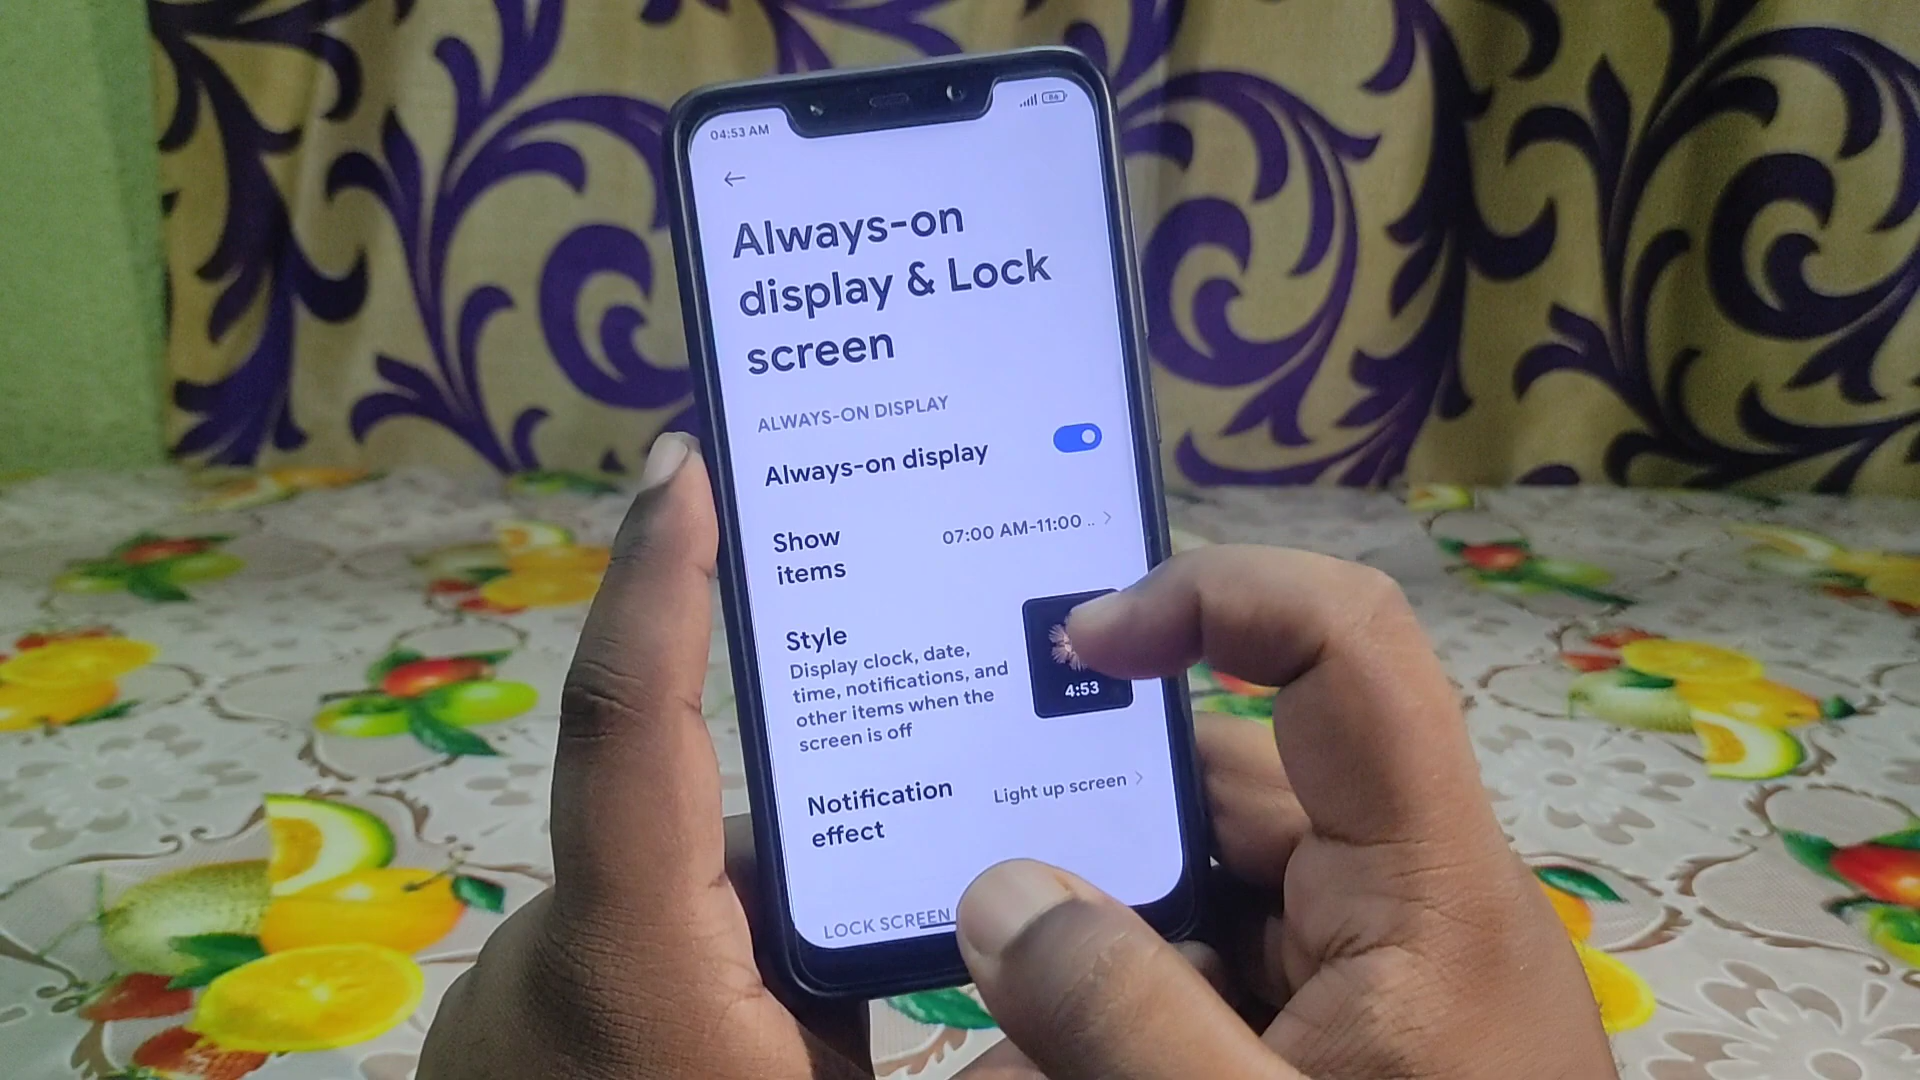 04:53 AM
Always-on
display & Lock
screen
ALWAYS-ON DISPLAY
Always-on display
Show
items
07:00 AM-11:00 ..
Style
Display clock, date,
time, notifications, and
other items when the
screen is off
4:53
Notification
effect
Light up screen
LOCK SCREEN